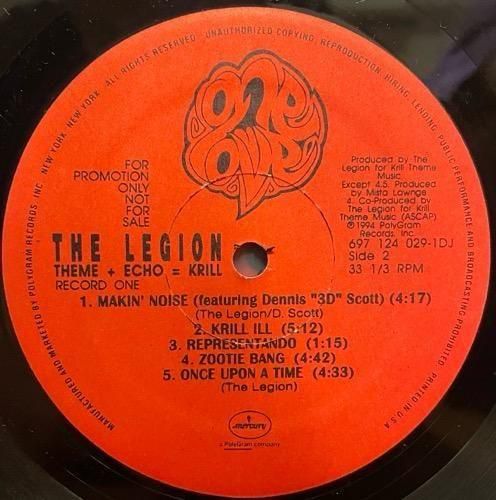 MANUFACTURED AND MARKETED BY POLYGRAM RECORDS, INC. NEW YORK, NEW YORK. ALL RIGHTS RESERVED. UNAUTHORIZED COPYING, REPRODUCTION, HIRING, LENDING, PUBLIC PERFORMANCE AND BROADCASTING PROHIBITED. PRINTED IN U.S.A.
One
Love
FOR
PROMOTION
ONLY
NOT
FOR
SALE
THE LEGION
THEME + ECHO = KRILL
RECORD ONE
Produced by The
Legion for Krill Theme
Music.
Except 4,5. Produced
by Mista Lawnge
4. Co-Produced by
The Legion for Krill
Theme Music (ASCAP)
℗1994 PolyGram
Records, Inc.
697 124 029-1DJ
Side 2
33 1/3 RPM
1. MAKIN' NOISE (featuring Dennis "3D" Scott) (4:17)
(The Legion/D. Scott)
2. KRILL ILL (5:12)
3. REPRESENTANDO (1:15)
4. ZOOTIE BANG (4:42)
5. ONCE UPON A TIME (4:33)
(The Legion)
mercury
a PolyGram company